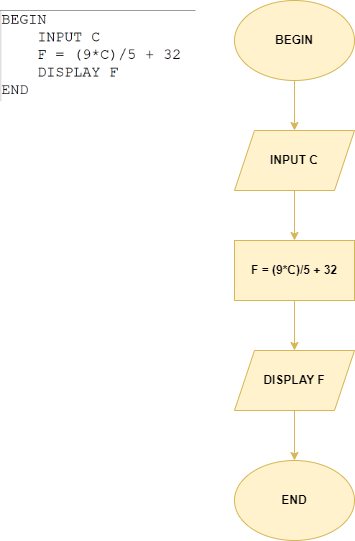 BEGIN
INPUT C
F = (9*C)/5 + 32
DISPLAY F
END
BEGIN
INPUT C
F = (9*C)/5 + 32
DISPLAY F
END